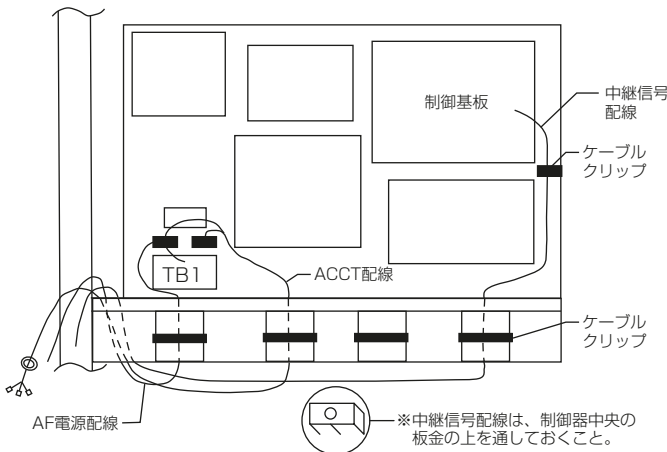 制御基板
中継信号
配線
ケーブル
クリップ
TB1
ACCT配線
ケーブル
クリップ
AF電源配線
※中継信号配線は、制御器中央の
板金の上を通しておくこと。